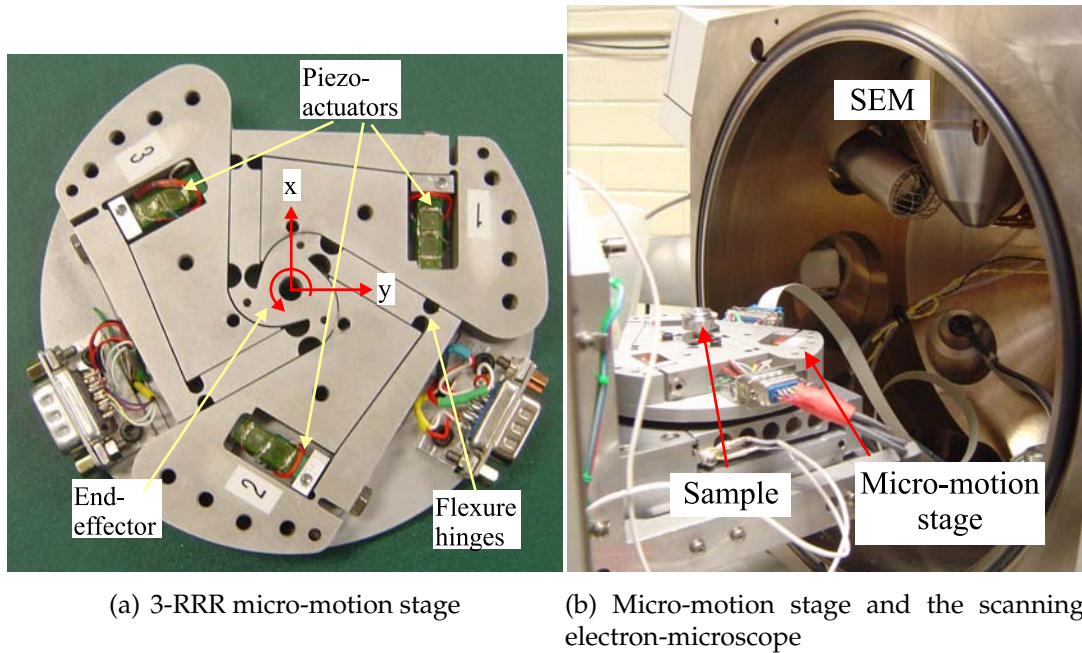 Piezo-
actuators
3
1
x
y
2
End-
effector
Flexure
hinges
SEM
Sample
Micro-motion
stage
(a) 3-RRR micro-motion stage
(b) Micro-motion stage and the scanning
electron-microscope